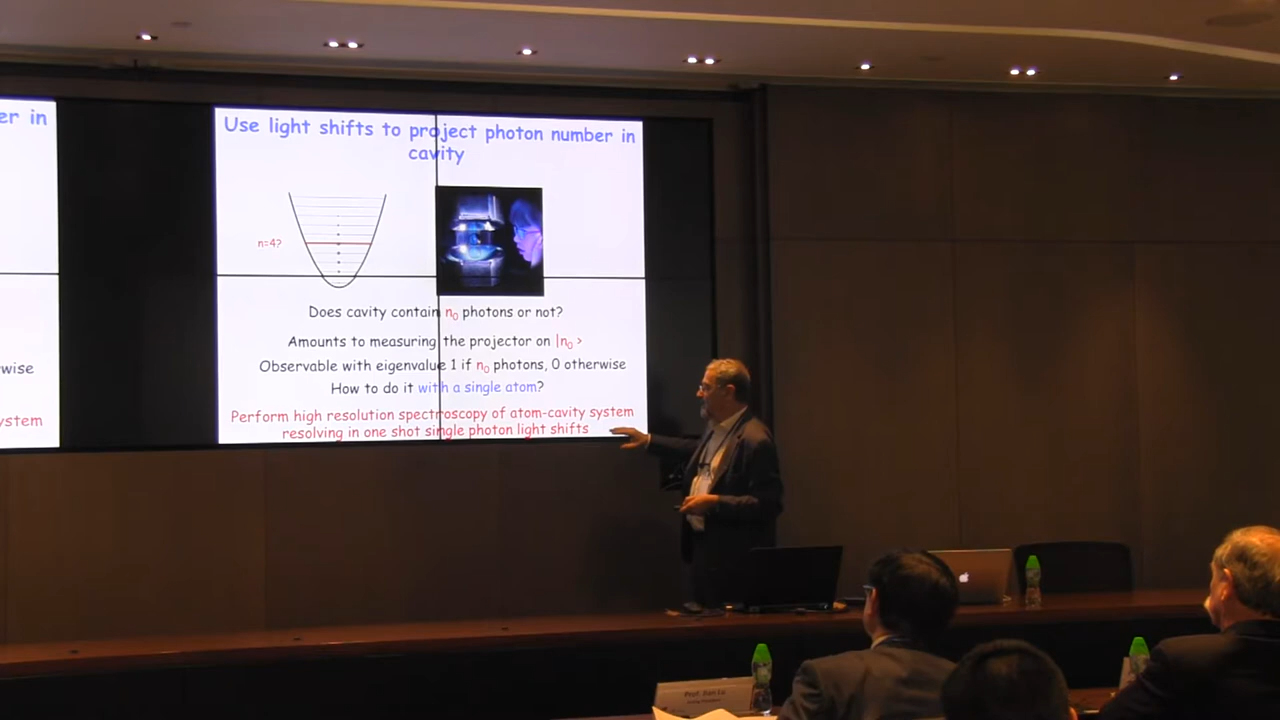 er in
wise
ystem
Use light shifts to project photon number in
cavity
n=4?
Does cavity contain n₀ photons or not?
Amounts to measuring the projector on |n₀ >
Observable with eigenvalue 1 if n₀ photons, 0 otherwise
How to do it with a single atom?
Perform high resolution spectroscopy of atom-cavity system
resolving in one shot single photon light shifts
Prof. Jian Lu